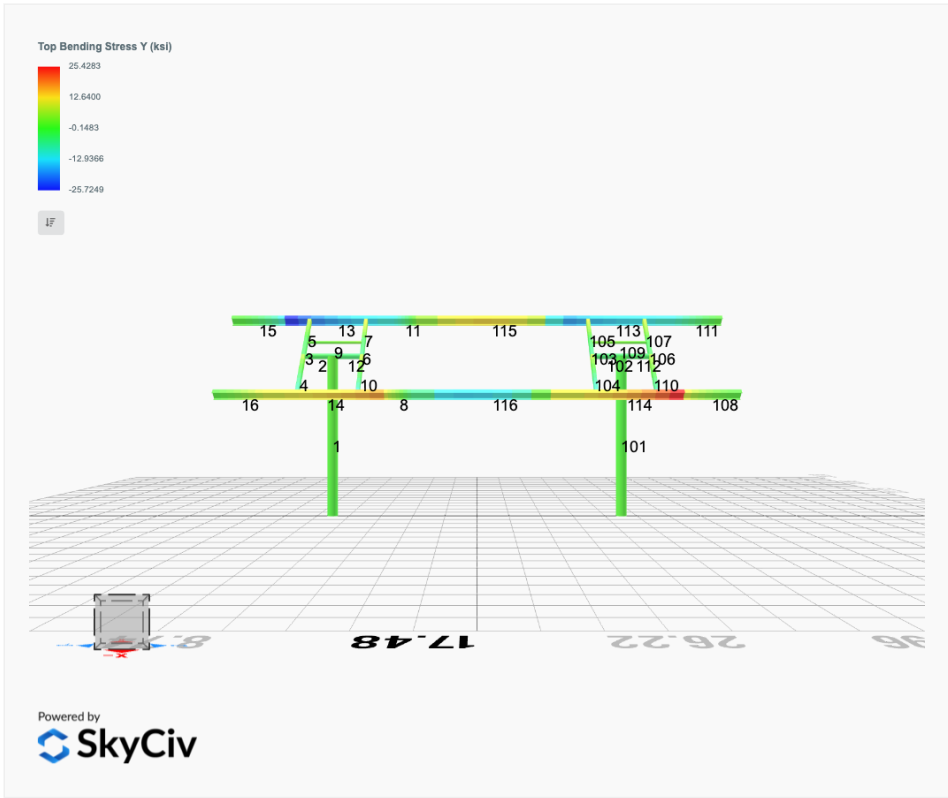 Top Bending Stress Y (ksi)
25.4283
12.6400
-0.1483
-12.9366
-25.7249
15 13 11 115 113 111
5 7 105 107
9 109
3 6 103 106
2 12 102 112
4 10 104 110
16 14 8 116 114 108
1 101
17.48 26.22
-X
Powered by
SkyCiv